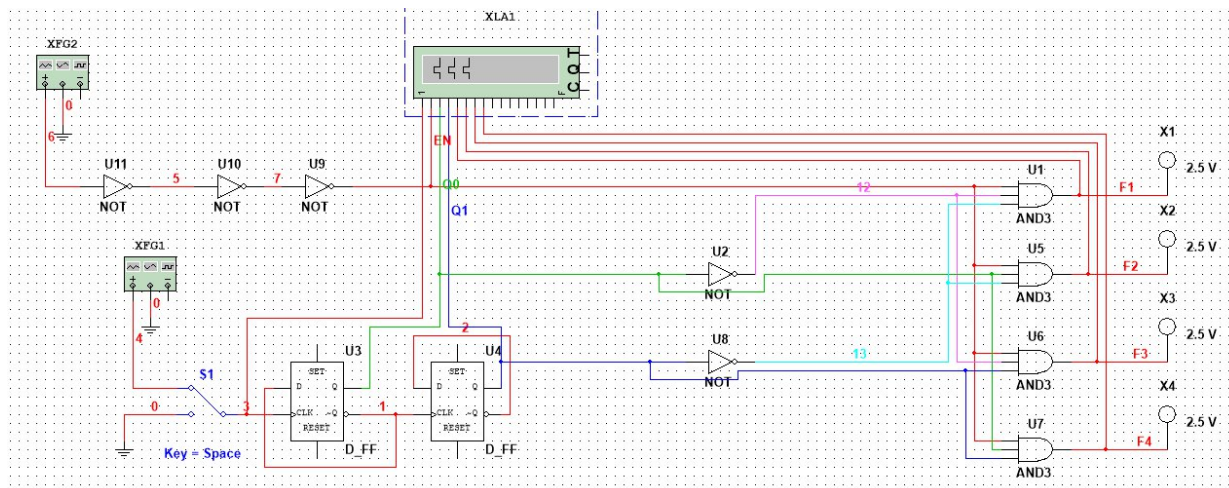 XLA1
XFG2
T
Q
C
1
F
+
−
0
6
EN
X1
U11
5
U10
7
U9
Q0
12
U1
2.5 V
F1
NOT
NOT
NOT
Q1
AND3
X2
XFG1
U2
U5
2.5 V
F2
+
−
NOT
AND3
0
X3
4
2
U3
U4
U8
U6
2.5 V
13
F3
S1
SET
SET
D
Q
D
Q
NOT
AND3
X4
0
3
CLK
−Q
1
CLK
−Q
U7
2.5 V
RESET
RESET
F4
Key = Space
D_FF
D_FF
AND3